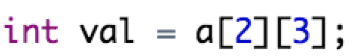 int val = a[2][3];